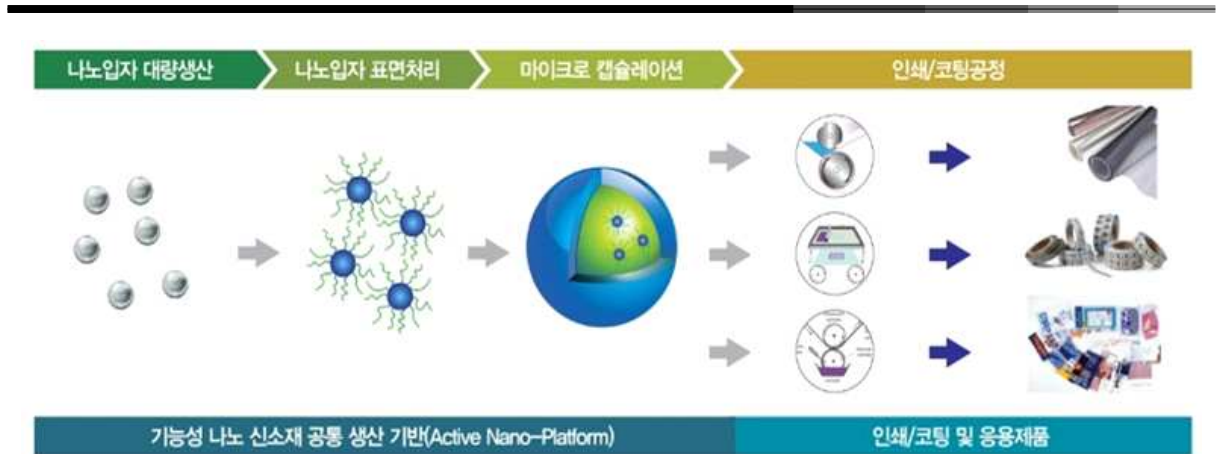 나노입자 대량생산
나노입자 표면처리
마이크로 캡슐레이션
인쇄/코팅공정
기능성 나노 신소재 공통 생산 기반(Active Nano-Platform)
인쇄/코팅 및 응용제품